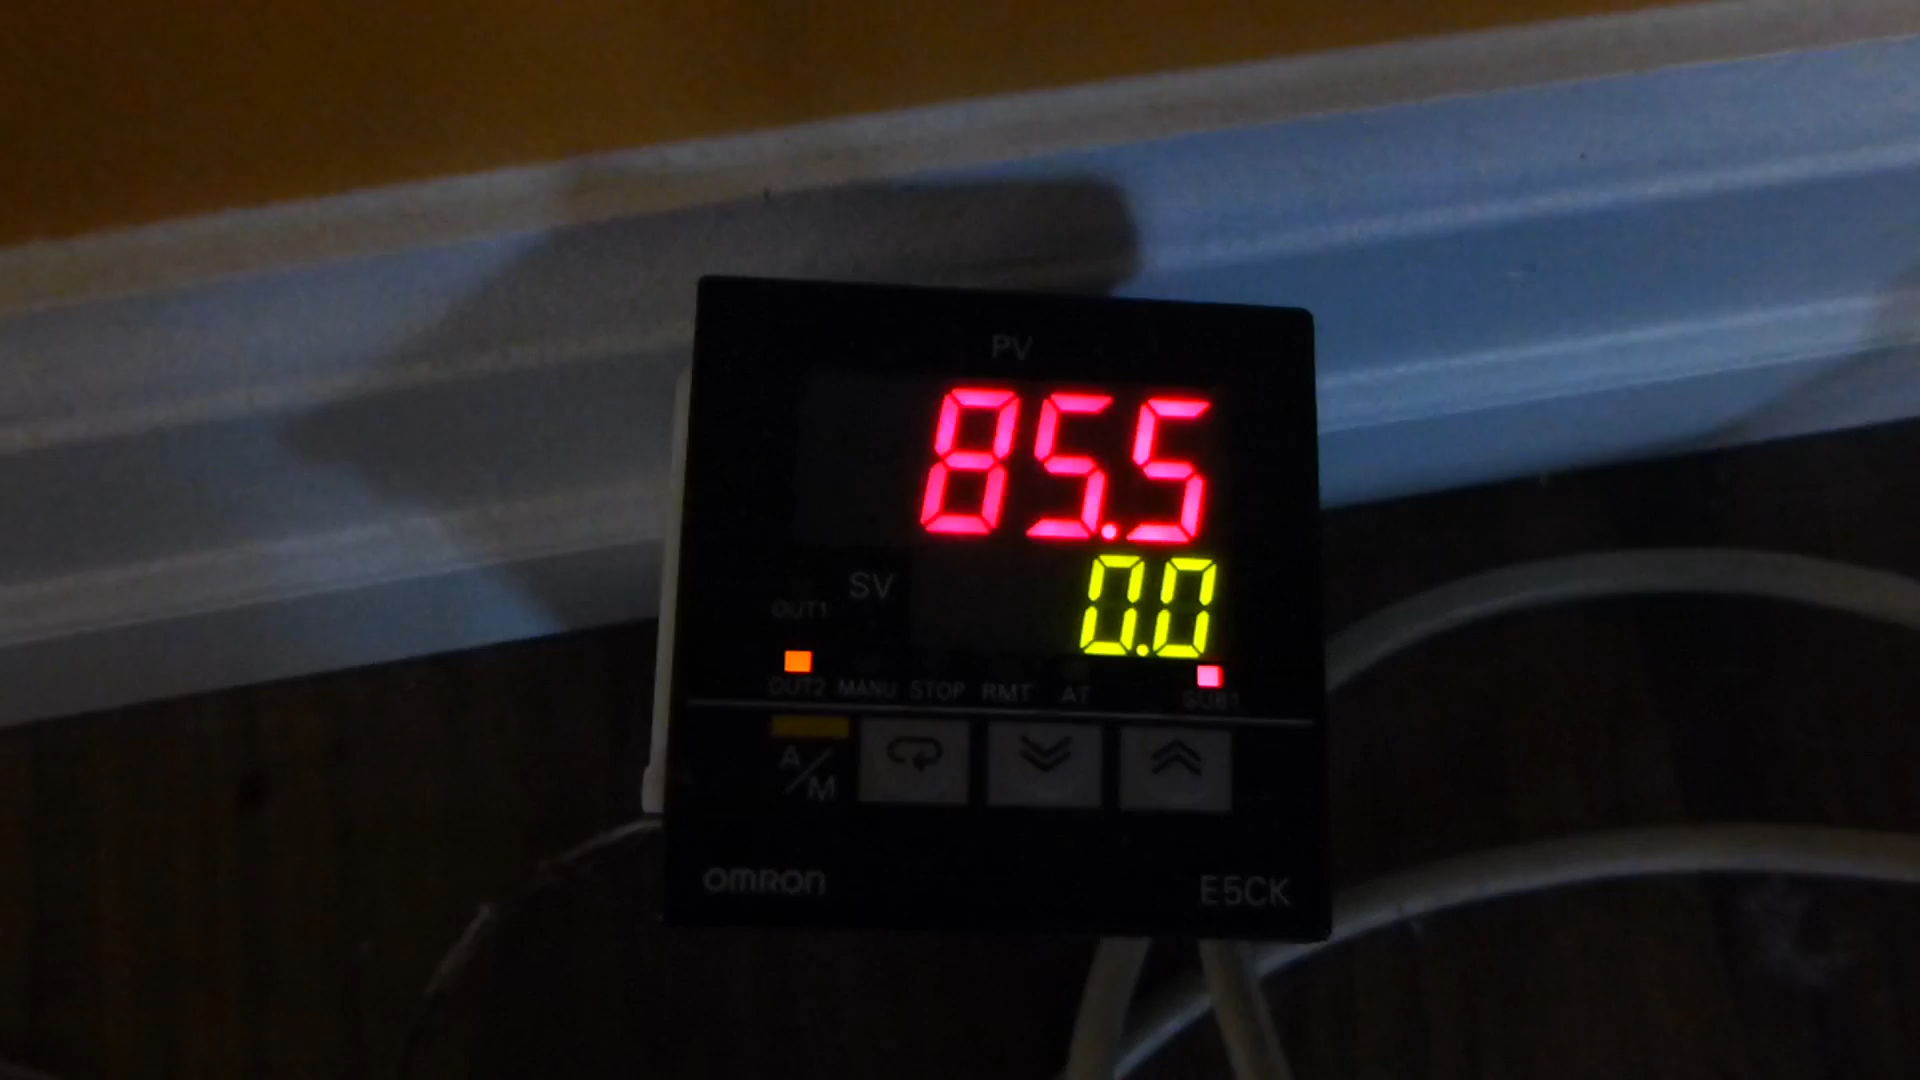 PV
85.5
SV
0.0
OUT1
OUT2 MANU STOP RMT AT SUB1
A/M
OMRON
E5CK